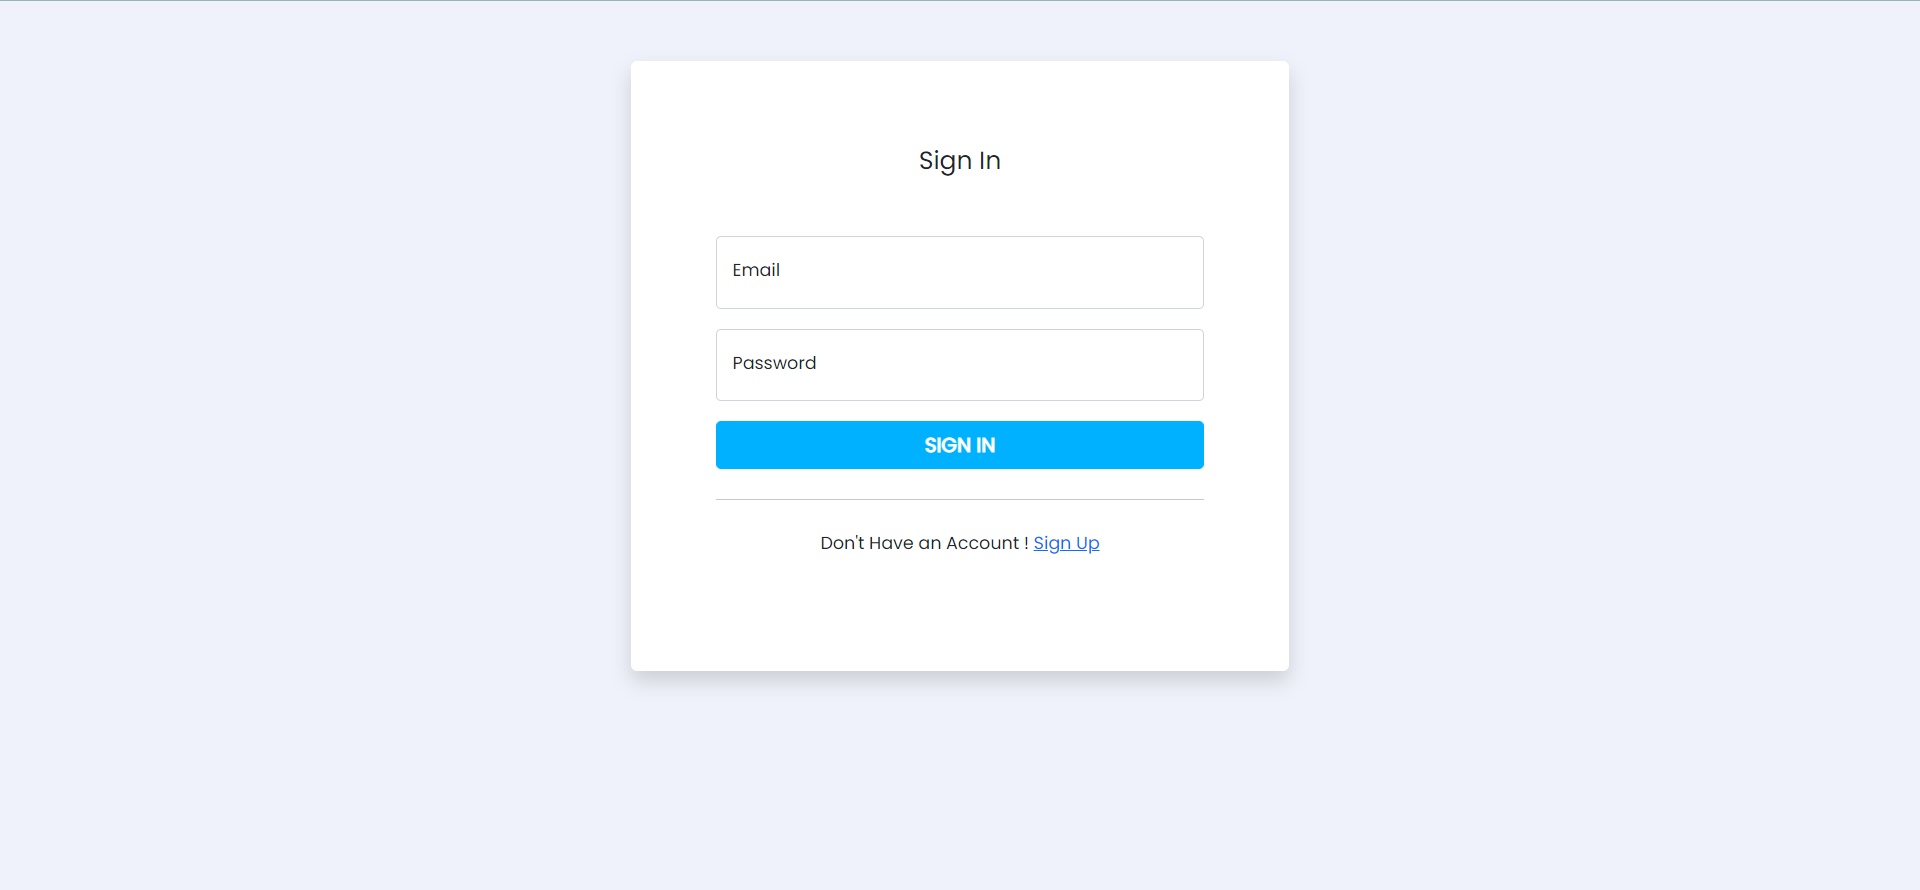 Sign In
Email
Password
SIGN IN
Don't Have an Account ! Sign Up